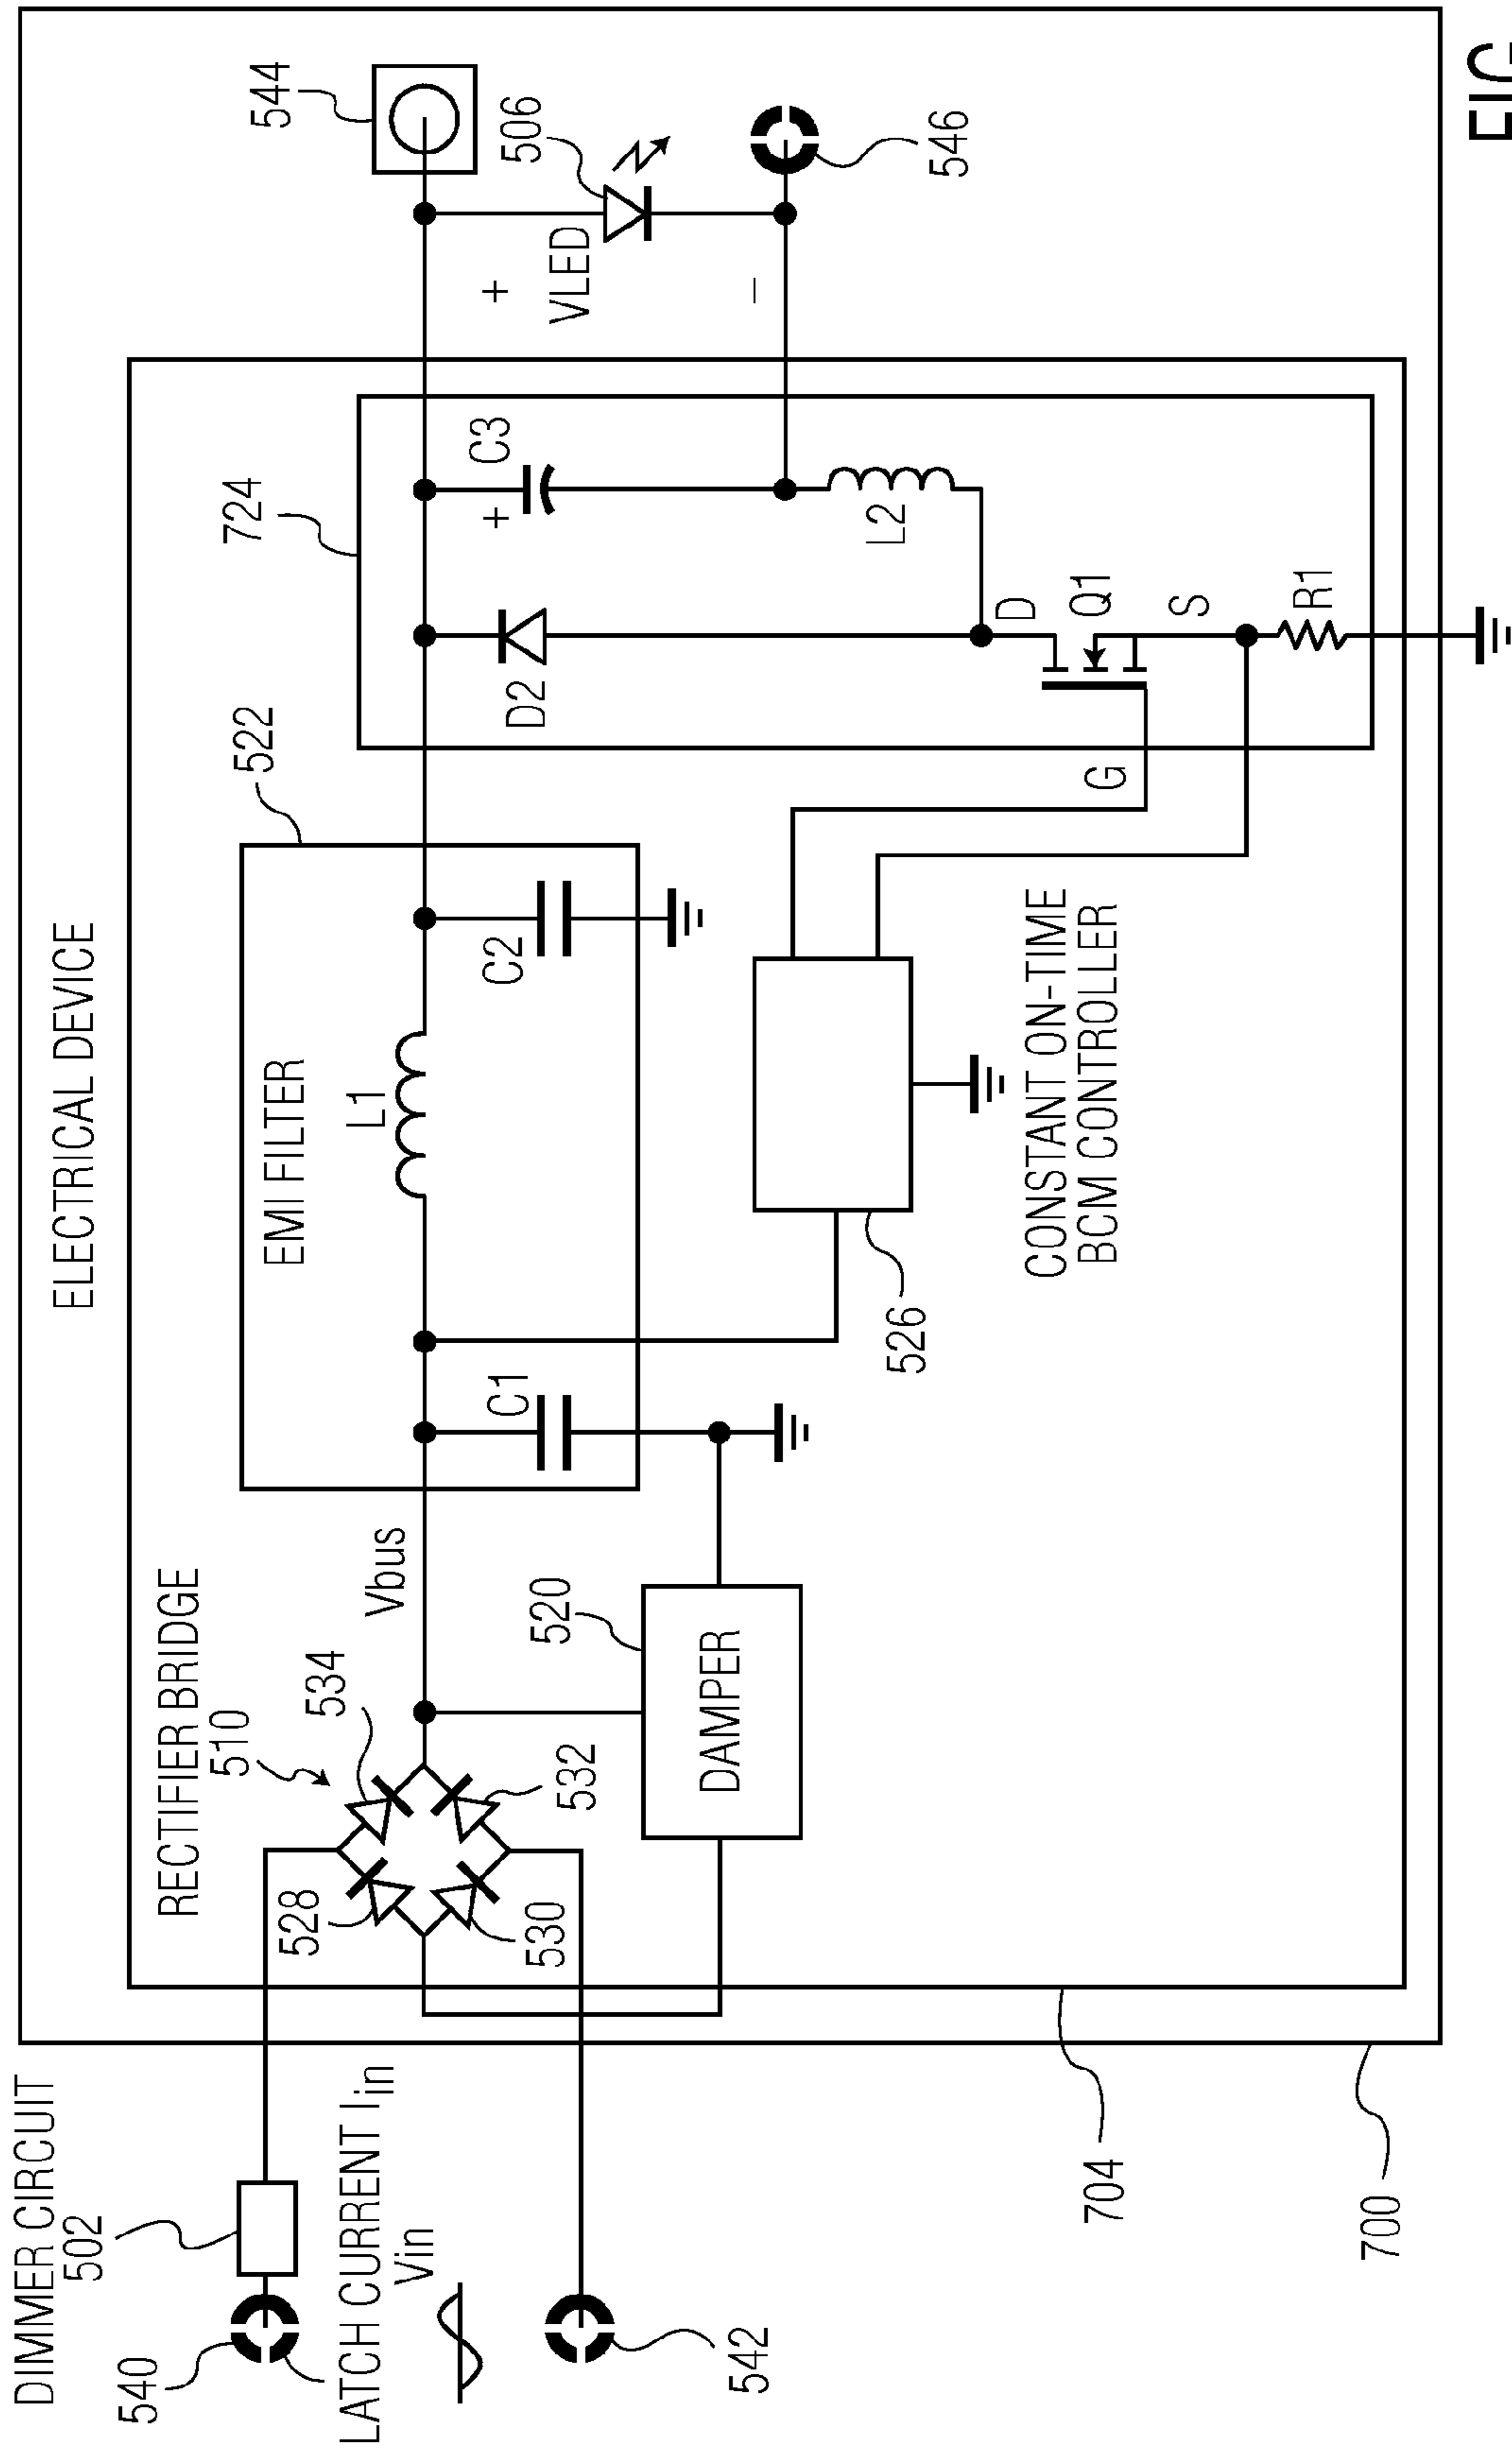 ELECTRICAL DEVICE
DIMMER CIRCUIT
502
540
LATCH CURRENT Iin
Vin
542
RECTIFIER BRIDGE
510
534
528
532
530
Vbus
520
DAMPER
EMI FILTER
522
L1
C1
C2
526
CONSTANT ON-TIME
BCM CONTROLLER
724
D2
+
C3
L2
D
Q1
G
S
R1
544
506
+
VLED
–
546
704
700